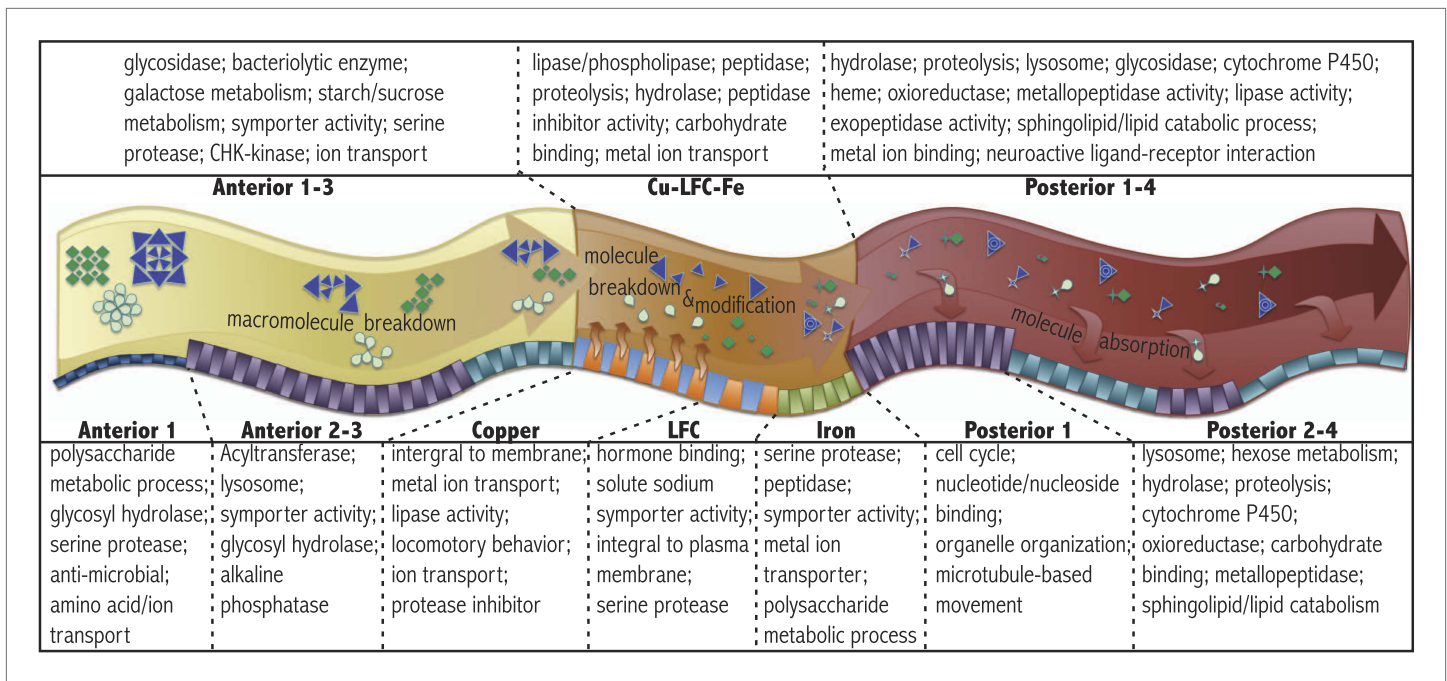 glycosidase; bacteriolytic enzyme;
galactose metabolism; starch/sucrose
metabolism; symporter activity; serine
protease; CHK-kinase; ion transport
lipase/phospholipase; peptidase;
proteolysis; hydrolase; peptidase
inhibitor activity; carbohydrate
binding; metal ion transport
hydrolase; proteolysis; lysosome; glycosidase; cytochrome P450;
heme; oxioreductase; metallopeptidase activity; lipase activity;
exopeptidase activity; sphingolipid/lipid catabolic process;
metal ion binding; neuroactive ligand-receptor interaction
Anterior 1-3
Cu-LFC-Fe
Posterior 1-4
macromolecule breakdown
molecule
breakdown
&modification
molecule absorption
Anterior 1
polysaccharide
metabolic process;
glycosyl hydrolase;
serine protease;
anti-microbial;
amino acid/ion
transport
Anterior 2-3
Acyltransferase;
lysosome;
symporter activity;
glycosyl hydrolase;
alkaline
phosphatase
Copper
intergral to membrane;
metal ion transport;
lipase activity;
locomotory behavior;
ion transport;
protease inhibitor
LFC
hormone binding;
solute sodium
symporter activity;
integral to plasma
membrane;
serine protease
Iron
serine protease;
peptidase;
symporter activity;
metal ion
transporter;
polysaccharide
metabolic process
Posterior 1
cell cycle;
nucleotide/nucleoside
binding;
organelle organization;
microtubule-based
movement
Posterior 2-4
lysosome; hexose metabolism;
hydrolase; proteolysis;
cytochrome P450;
oxioreductase; carbohydrate
binding; metallopeptidase;
sphingolipid/lipid catabolism